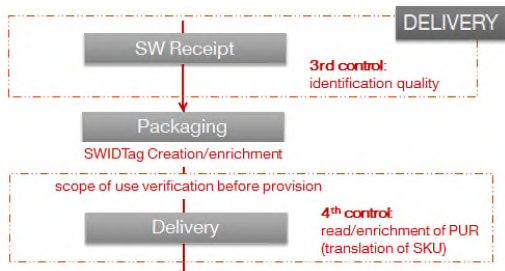 DELIVERY
SW Receipt
3rd control:
identification quality
Packaging
SWIDTag Creation/enrichment
scope of use verification before provision
Delivery
4th control:
read/enrichment of PUR
(translation of SKU)